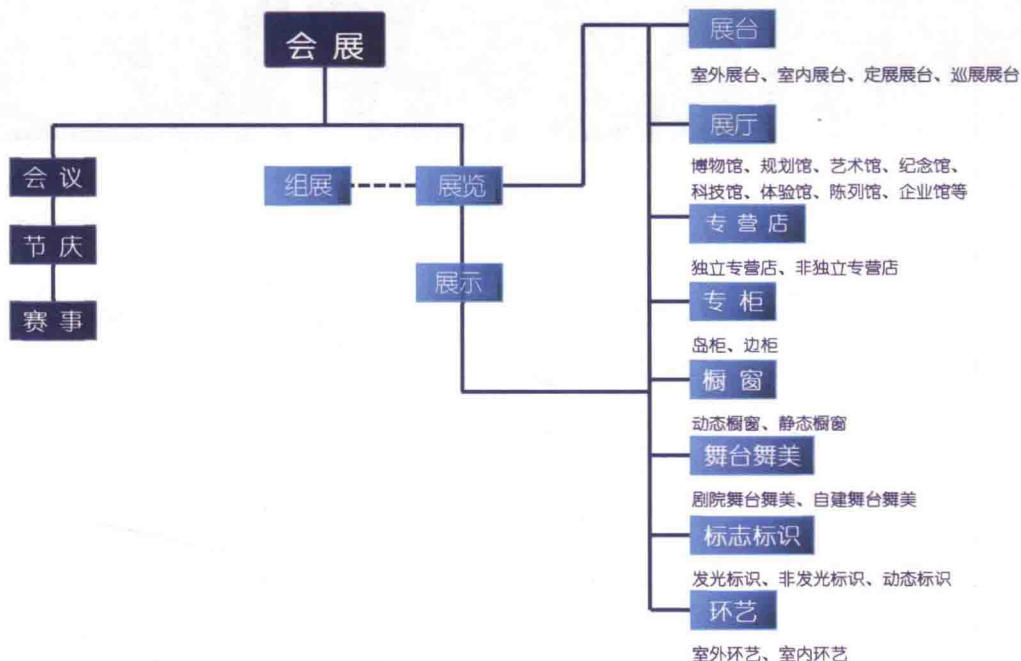 会展
会议
节庆
赛事
组展
展览
展示
展台
室外展台、室内展台、定展展台、巡展展台
展厅
博物馆、规划馆、艺术馆、纪念馆、
科技馆、体验馆、陈列馆、企业馆等
专营店
独立专营店、非独立专营店
专柜
岛柜、边柜
橱窗
动态橱窗、静态橱窗
舞台舞美
剧院舞台舞美、自建舞台舞美
标志标识
发光标识、非发光标识、动态标识
环艺
室外环艺、室内环艺